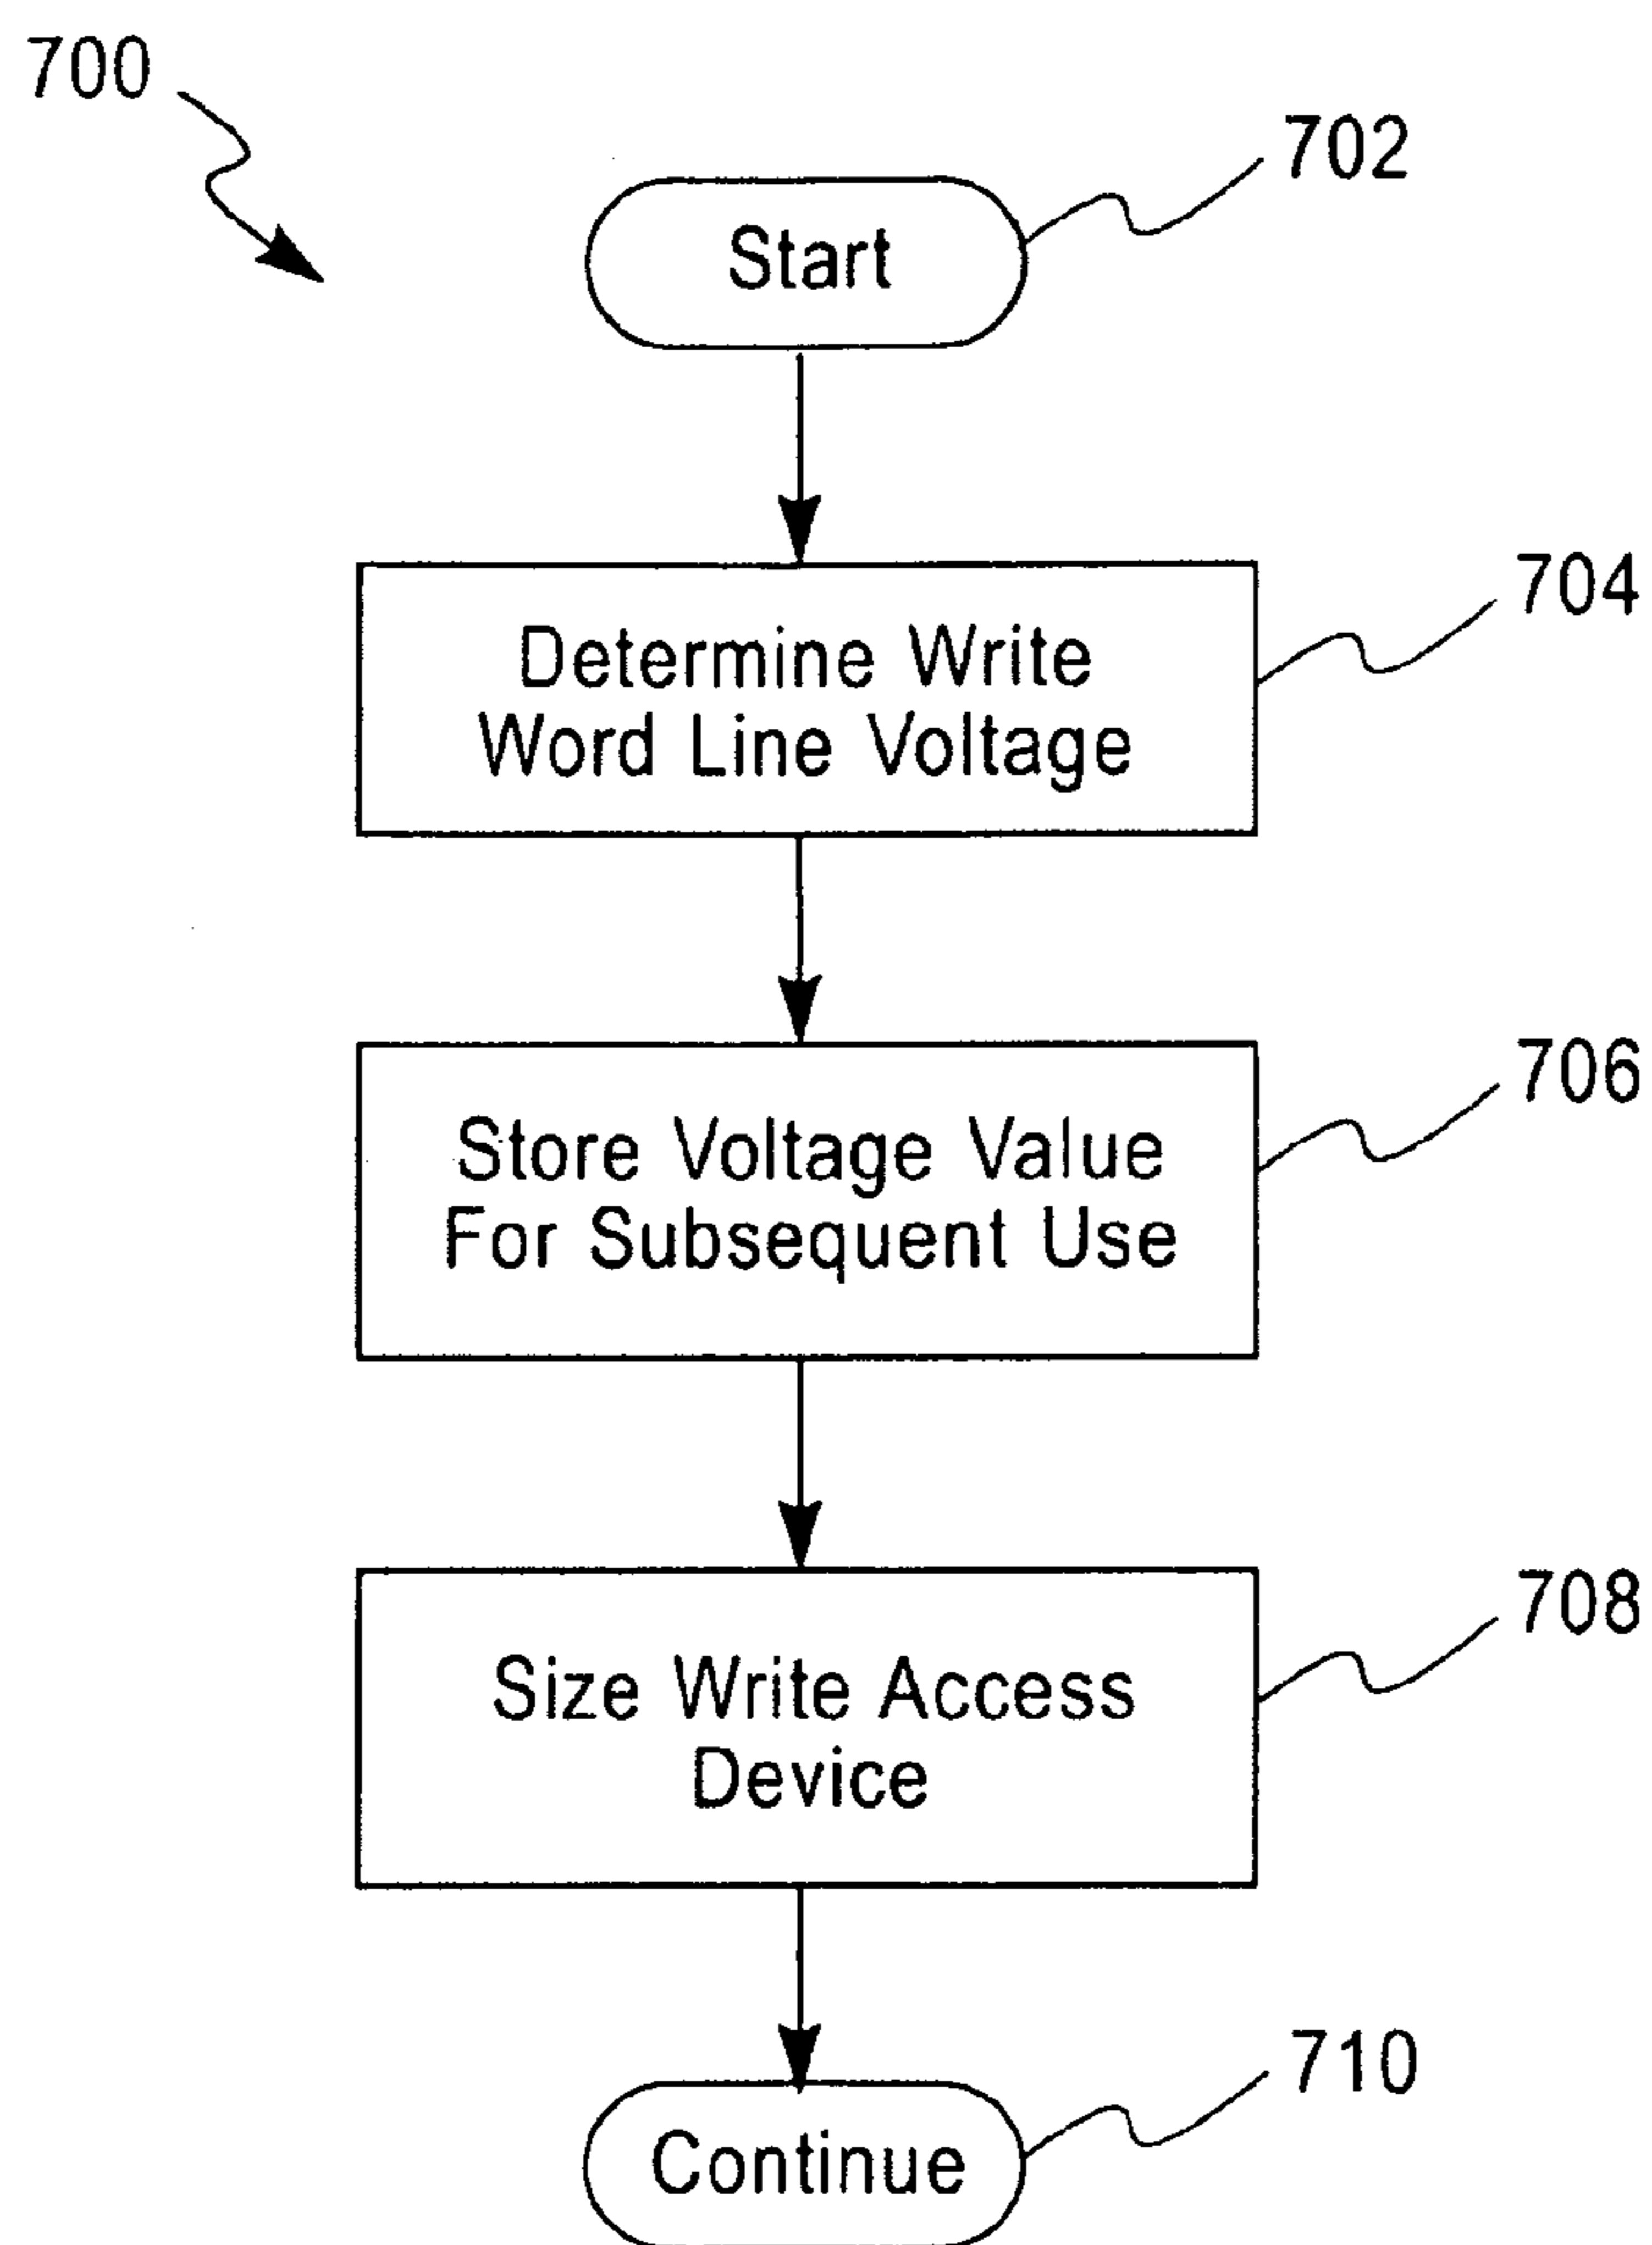 700
702
Start
704
Determine Write
Word Line Voltage
706
Store Voltage Value
For Subsequent Use
708
Size Write Access
Device
710
Continue